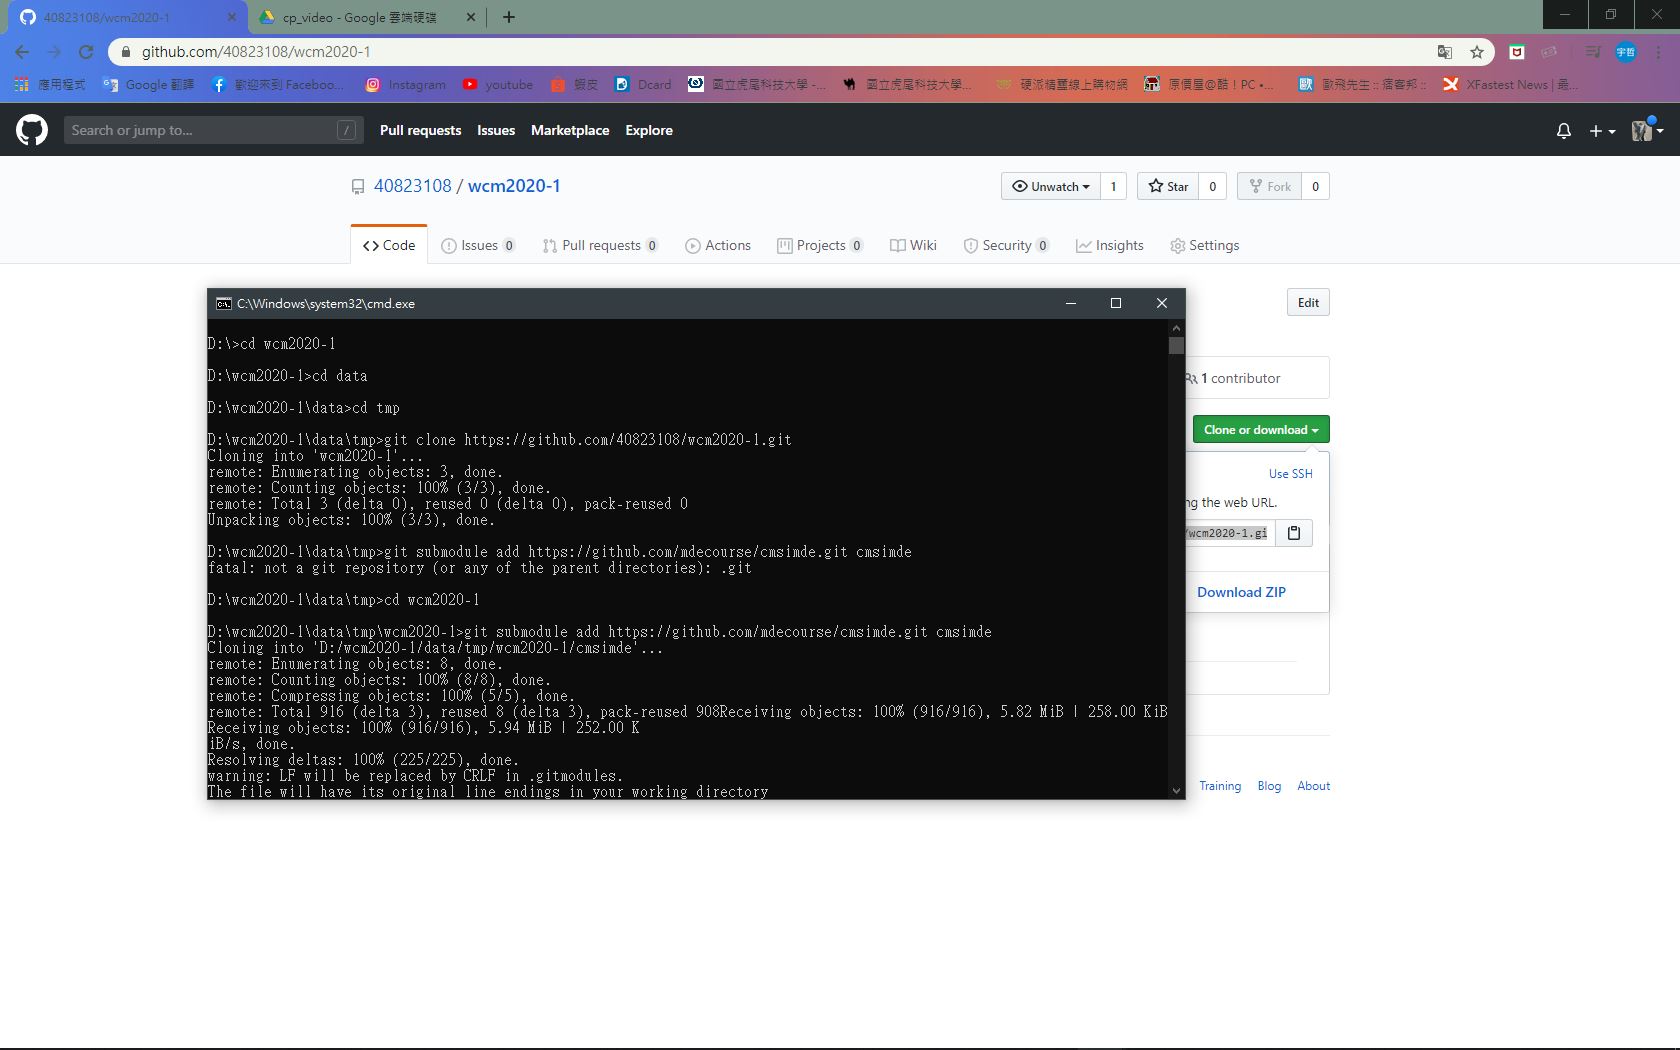 40823108/wcm2020-1
cp_video - Google 雲端硬碟
github.com/40823108/wcm2020-1
宇哲
應用程式
Google 翻譯
歡迎來到 Faceboo...
Instagram
youtube
蝦皮
Dcard
國立虎尾科技大學 -...
國立虎尾科技大學...
硬派精璽線上購物網
原價屋@酷！PC •...
歐飛先生 :: 痞客邦 ::
XFastest News | 最...
Search or jump to...
/
Pull requests
Issues
Marketplace
Explore
40823108 / wcm2020-1
Unwatch
1
Star
0
Fork
0
Code
Issues 0
Pull requests 0
Actions
Projects 0
Wiki
Security 0
Insights
Settings
Edit
1 contributor
Clone or download
Use SSH
ng the web URL.
/wcm2020-1.gi
Download ZIP
Training
Blog
About
C:\Windows\system32\cmd.exe
D:\>cd wcm2020-1
D:\wcm2020-1>cd data
D:\wcm2020-1\data>cd tmp
D:\wcm2020-1\data\tmp>git clone https://github.com/40823108/wcm2020-1.git
Cloning into 'wcm2020-1'...
remote: Enumerating objects: 3, done.
remote: Counting objects: 100% (3/3), done.
remote: Total 3 (delta 0), reused 0 (delta 0), pack-reused 0
Unpacking objects: 100% (3/3), done.
D:\wcm2020-1\data\tmp>git submodule add https://github.com/mdecourse/cmsimde.git cmsimde
fatal: not a git repository (or any of the parent directories): .git
D:\wcm2020-1\data\tmp>cd wcm2020-1
D:\wcm2020-1\data\tmp\wcm2020-1>git submodule add https://github.com/mdecourse/cmsimde.git cmsimde
Cloning into 'D:/wcm2020-1/data/tmp/wcm2020-1/cmsimde'...
remote: Enumerating objects: 8, done.
remote: Counting objects: 100% (8/8), done.
remote: Compressing objects: 100% (5/5), done.
remote: Total 916 (delta 3), reused 8 (delta 3), pack-reused 908Receiving objects: 100% (916/916), 5.82 MiB | 258.00 KiB
Receiving objects: 100% (916/916), 5.94 MiB | 252.00 K
iB/s, done.
Resolving deltas: 100% (225/225), done.
warning: LF will be replaced by CRLF in .gitmodules.
The file will have its original line endings in your working directory